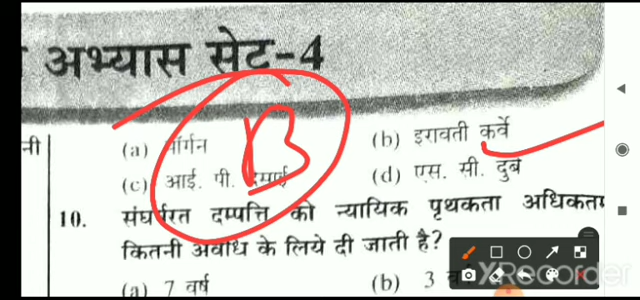 अभ्यास सेट-4
नी
(a) मॉर्गन (b) इरावती कर्वे
(c) आई. पी. देसाई (d) एस. सी. दुबे
B
10. संघर्षरत दम्पत्ति को न्यायिक पृथकता अधिकतम
कितनी अवधि के लिये दी जाती है?
(a) 7 वर्ष (b) 3
XRecorder